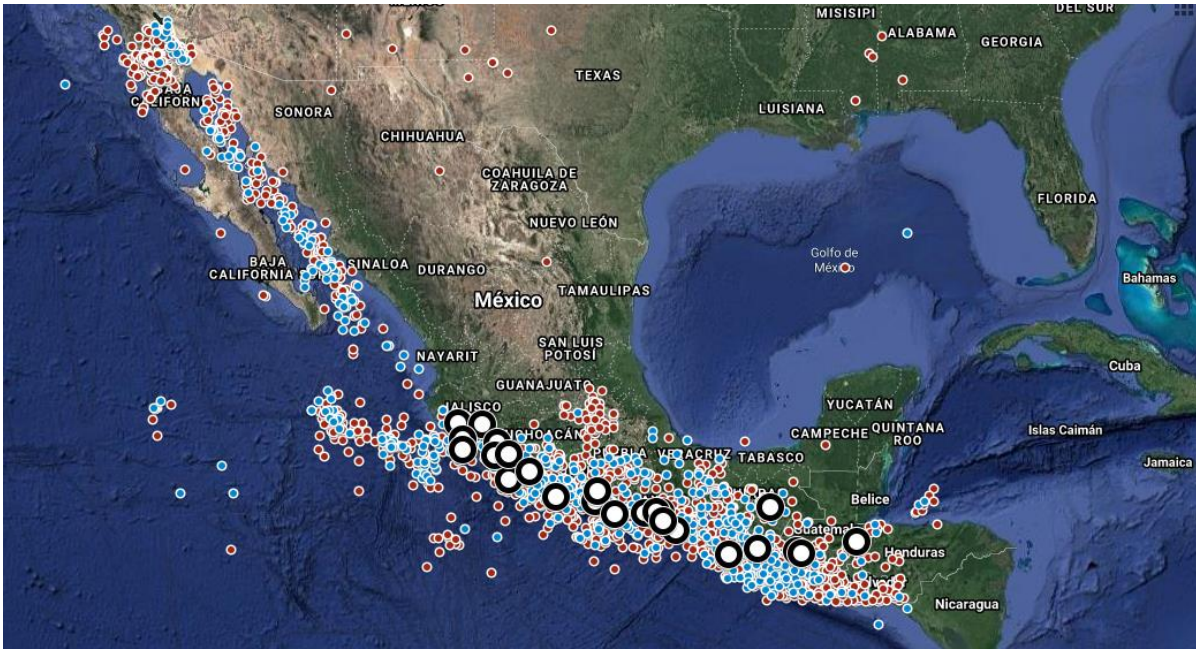 MISISIPI
DEL SUR
ALABAMA
GEORGIA
TEXAS
LUISIANA
SONORA
CHIHUAHUA
COAHUILA DE
ZARAGOZA
FLORIDA
NUEVO LEÓN
Golfo de
México
BAJA
CALIFORNIA
SINALOA
DURANGO
Bahamas
México
TAMAULIPAS
SAN LUIS
POTOSÍ
NAYARIT
Cuba
GUANAJUATO
JALISCO
YUCATÁN
CAMPECHE
QUINTANA
ROO
Islas Caimán
VERACRUZ
TABASCO
Jamaica
Belice
Guatemal
Honduras
Nicaragua